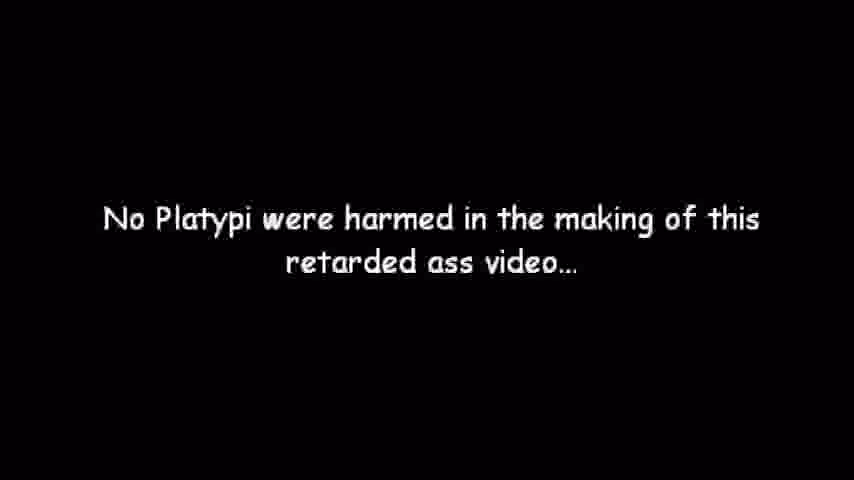 No Platypi were harmed in the making of this
retarded ass video...